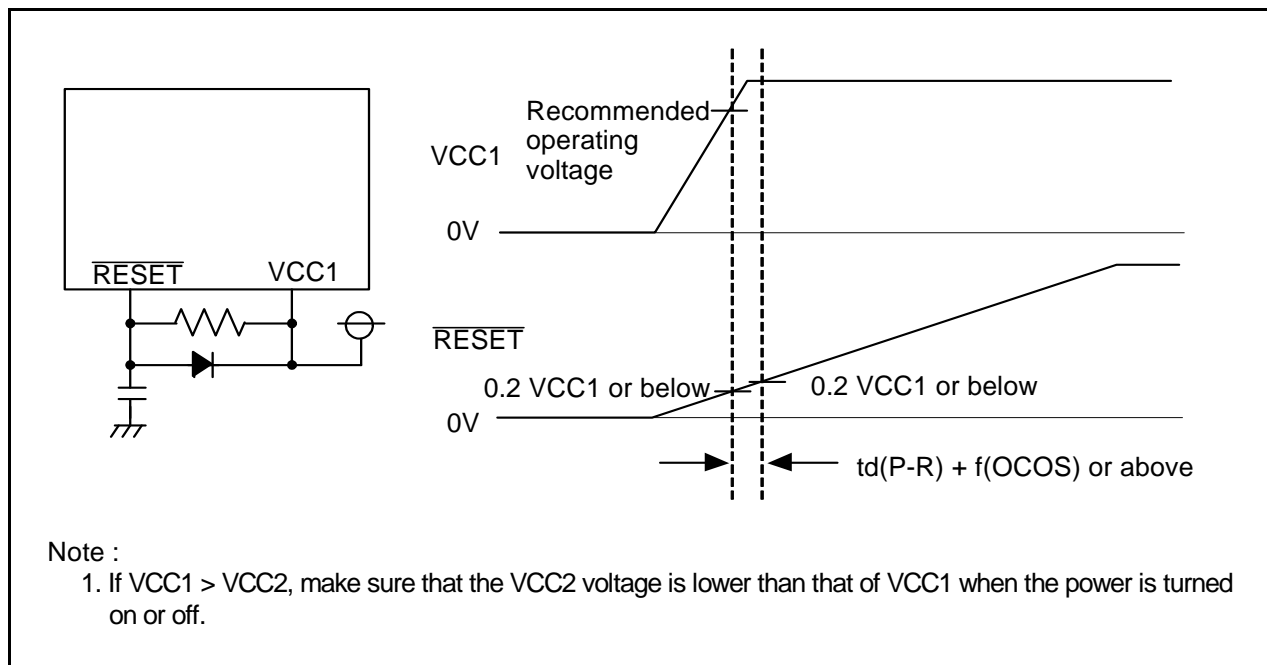 RESET
VCC1
Recommended
operating
voltage
VCC1
0V
RESET
0.2 VCC1 or below
0.2 VCC1 or below
0V
td(P-R) + f(OCOS) or above
Note :
1. If VCC1 > VCC2, make sure that the VCC2 voltage is lower than that of VCC1 when the power is turned
on or off.